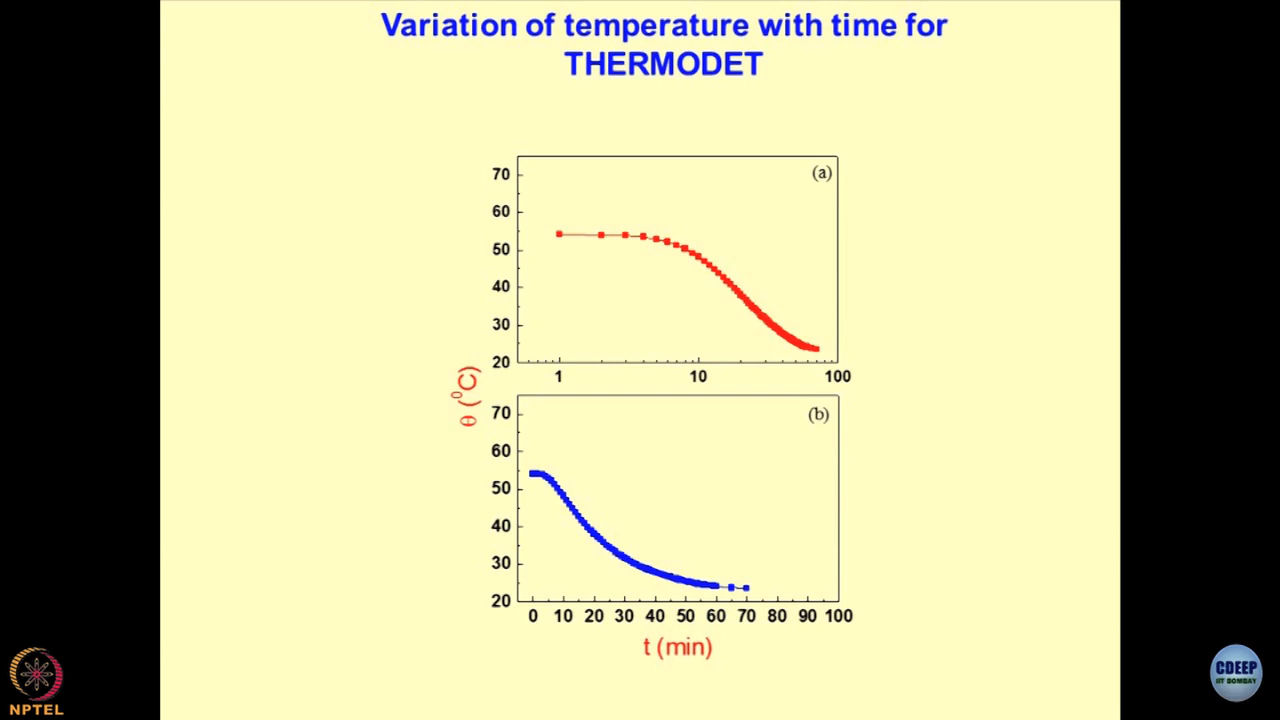 Variation of temperature with time for
THERMODET
(a)
70
60
50
40
30
20
1 10 100
θ (⁰C)
(b)
70
60
50
40
30
20
0 10 20 30 40 50 60 70 80 90 100
t (min)
NPTEL
CDEEP
IIT BOMBAY